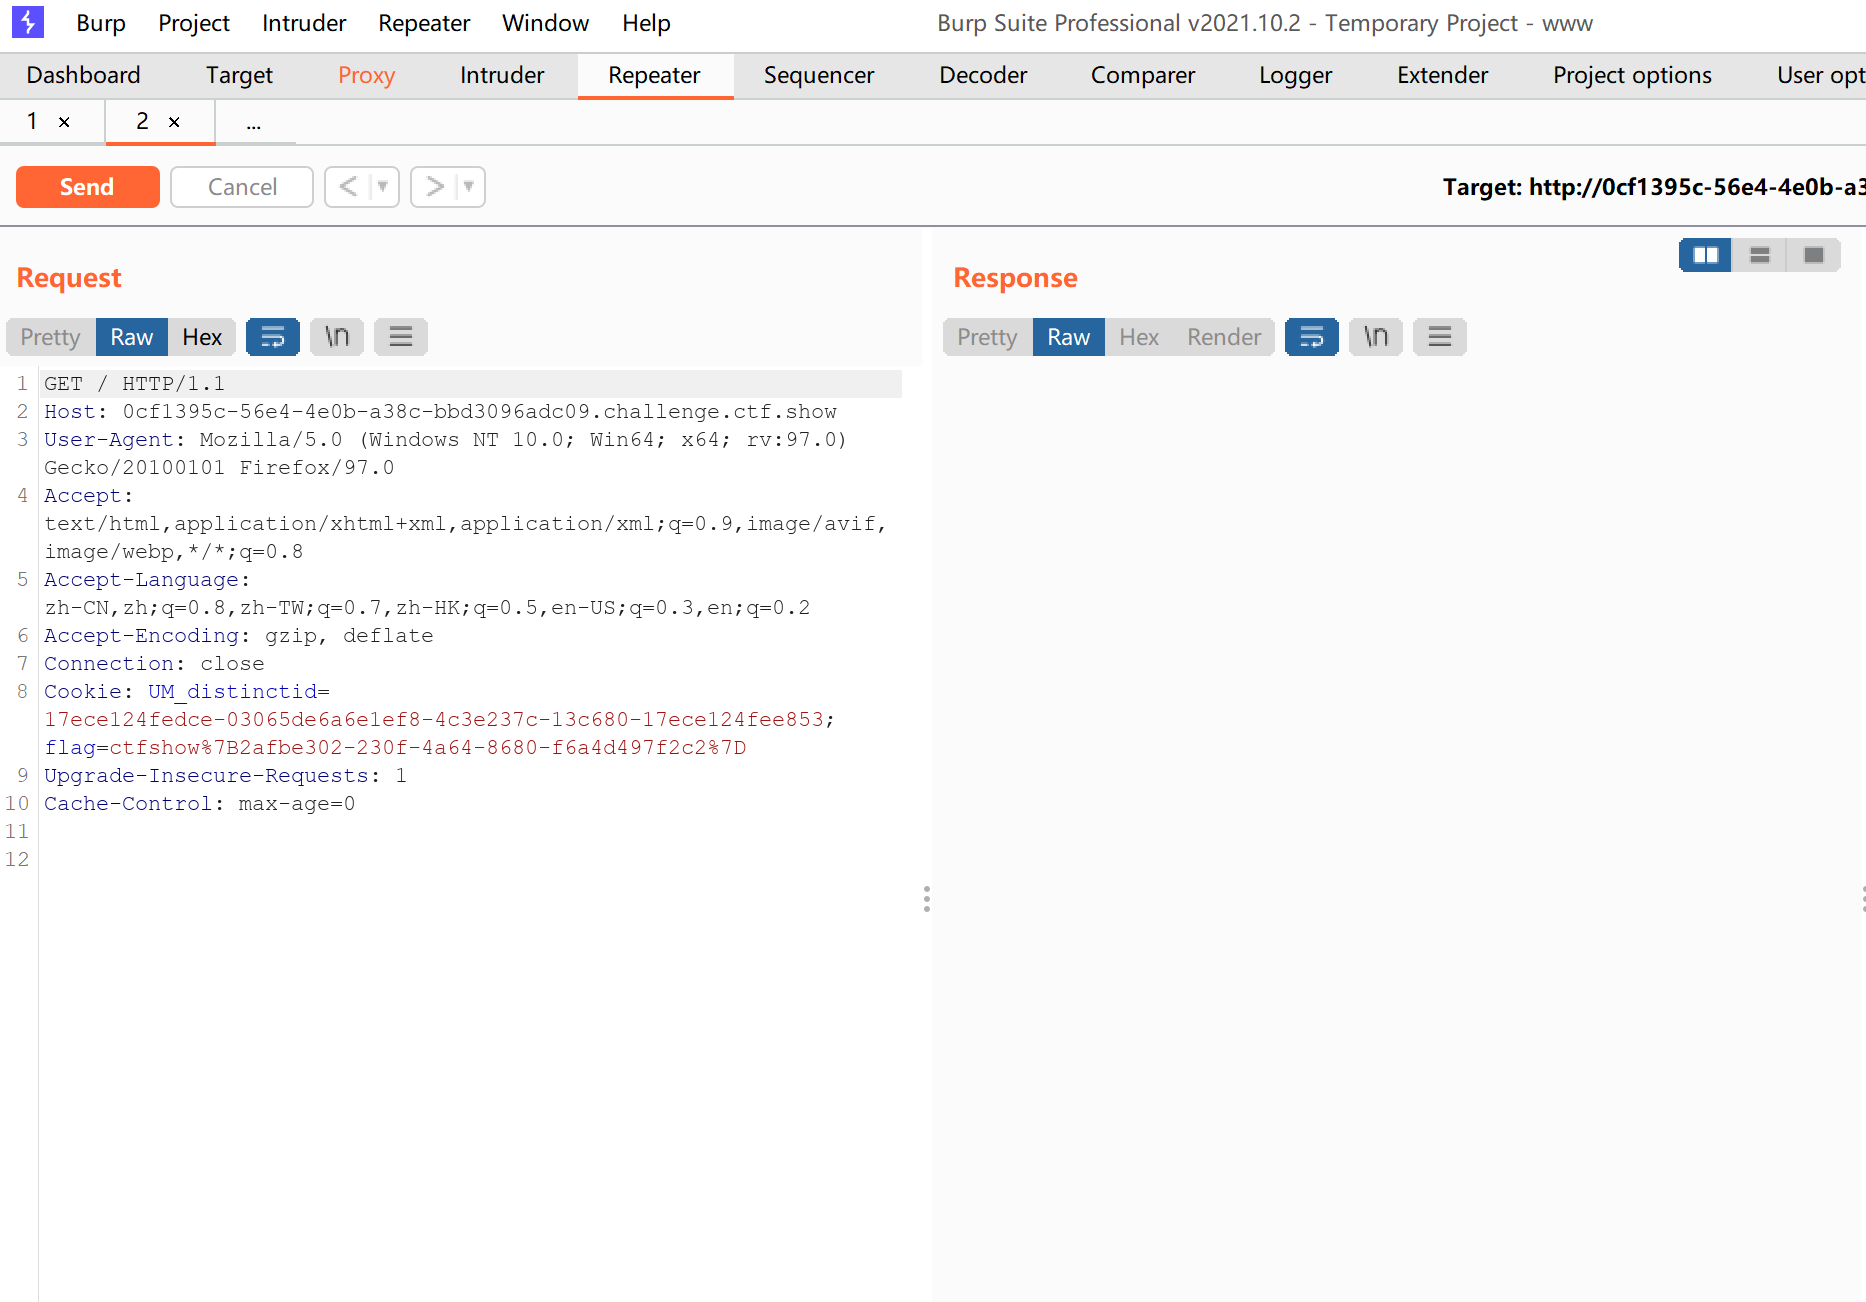 Burp Project Intruder Repeater Window Help Burp Suite Professional v2021.10.2 - Temporary Project - www
Dashboard Target Proxy Intruder Repeater Sequencer Decoder Comparer Logger Extender Project options User opt
1 × 2 × ...
Send Cancel < > Target: http://0cf1395c-56e4-4e0b-a3
Request Response
Pretty Raw Hex \n Pretty Raw Hex Render \n
1 GET / HTTP/1.1
2 Host: 0cf1395c-56e4-4e0b-a38c-bbd3096adc09.challenge.ctf.show
3 User-Agent: Mozilla/5.0 (Windows NT 10.0; Win64; x64; rv:97.0)
Gecko/20100101 Firefox/97.0
4 Accept:
text/html,application/xhtml+xml,application/xml;q=0.9,image/avif,
image/webp,*/*;q=0.8
5 Accept-Language:
zh-CN,zh;q=0.8,zh-TW;q=0.7,zh-HK;q=0.5,en-US;q=0.3,en;q=0.2
6 Accept-Encoding: gzip, deflate
7 Connection: close
8 Cookie: UM_distinctid=
17ece124fedce-03065de6a6e1ef8-4c3e237c-13c680-17ece124fee853;
flag=ctfshow%7B2afbe302-230f-4a64-8680-f6a4d497f2c2%7D
9 Upgrade-Insecure-Requests: 1
10 Cache-Control: max-age=0
11
12